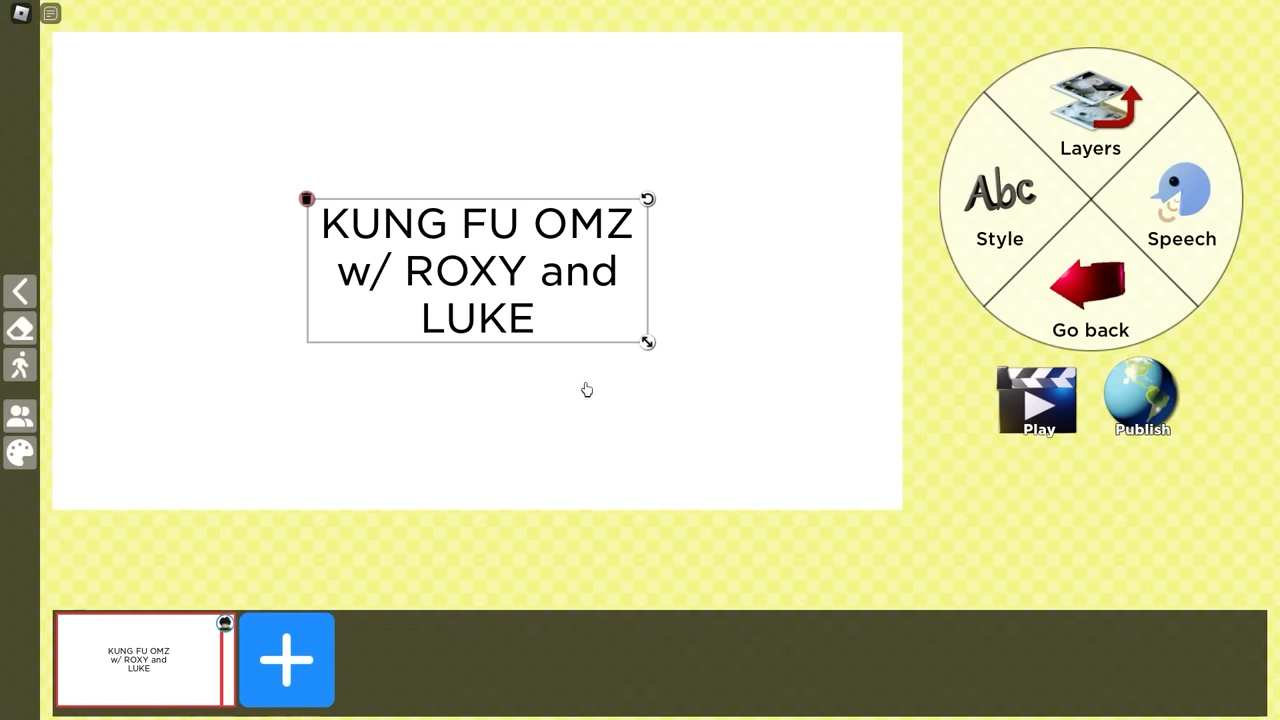 KUNG FU OMZ
w/ ROXY and
LUKE
Layers
Abc
Style
Speech
Go back
Play
Publish
KUNG FU OMZ
w/ ROXY and
LUKE